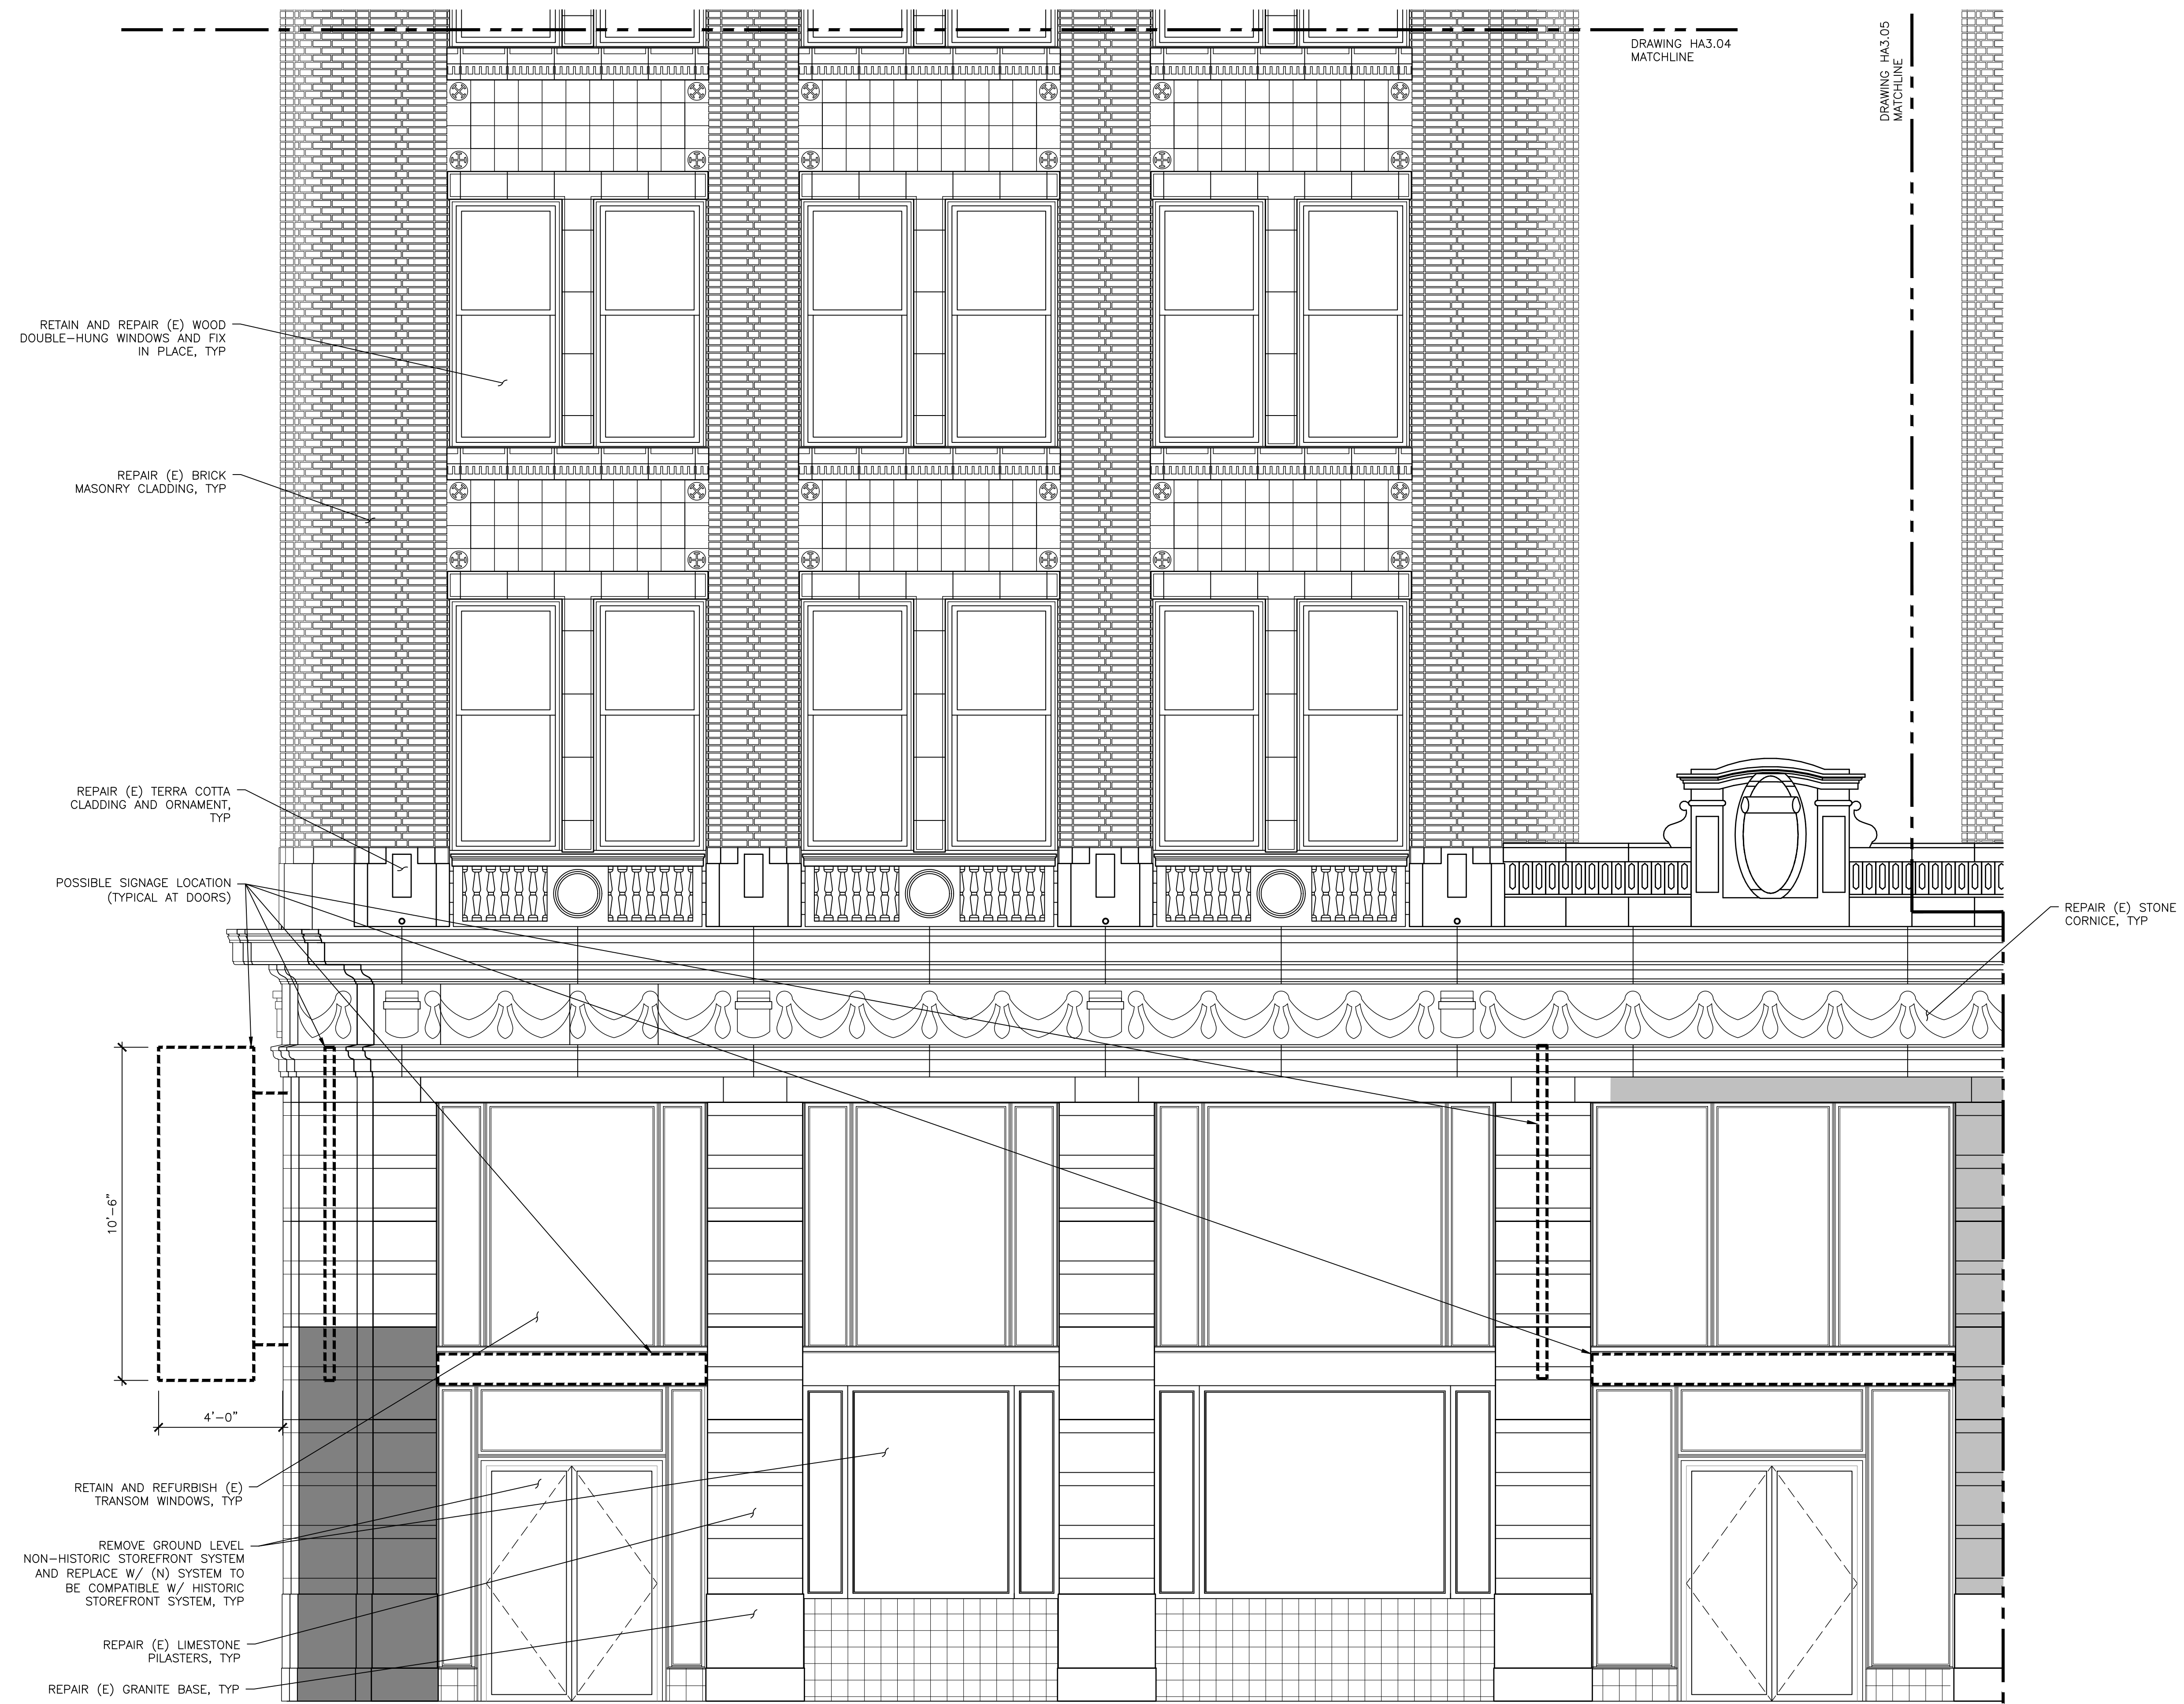 DRAWING HA3.04
MATCHLINE
DRAWING HA3.05
MATCHLINE
RETAIN AND REPAIR (E) WOOD
DOUBLE-HUNG WINDOWS AND FIX
IN PLACE, TYP
REPAIR (E) BRICK
MASONRY CLADDING, TYP
REPAIR (E) TERRA COTTA
CLADDING AND ORNAMENT,
TYP
POSSIBLE SIGNAGE LOCATION
(TYPICAL AT DOORS)
REPAIR (E) STONE
CORNICE, TYP
10'-6"
4'-0"
RETAIN AND REFURBISH (E)
TRANSOM WINDOWS, TYP
REMOVE GROUND LEVEL
NON-HISTORIC STOREFRONT SYSTEM
AND REPLACE W/ (N) SYSTEM TO
BE COMPATIBLE W/ HISTORIC
STOREFRONT SYSTEM, TYP
REPAIR (E) LIMESTONE
PILASTERS, TYP
REPAIR (E) GRANITE BASE, TYP